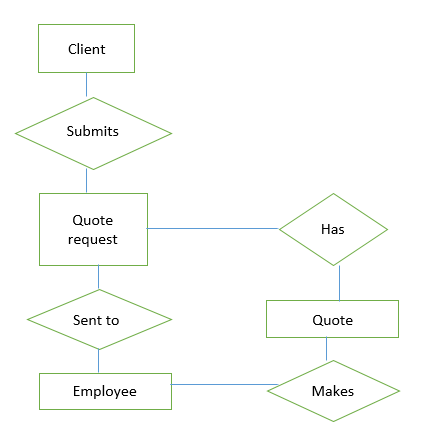 Client
Submits
Quote
request
Has
Sent to
Quote
Employee
Makes